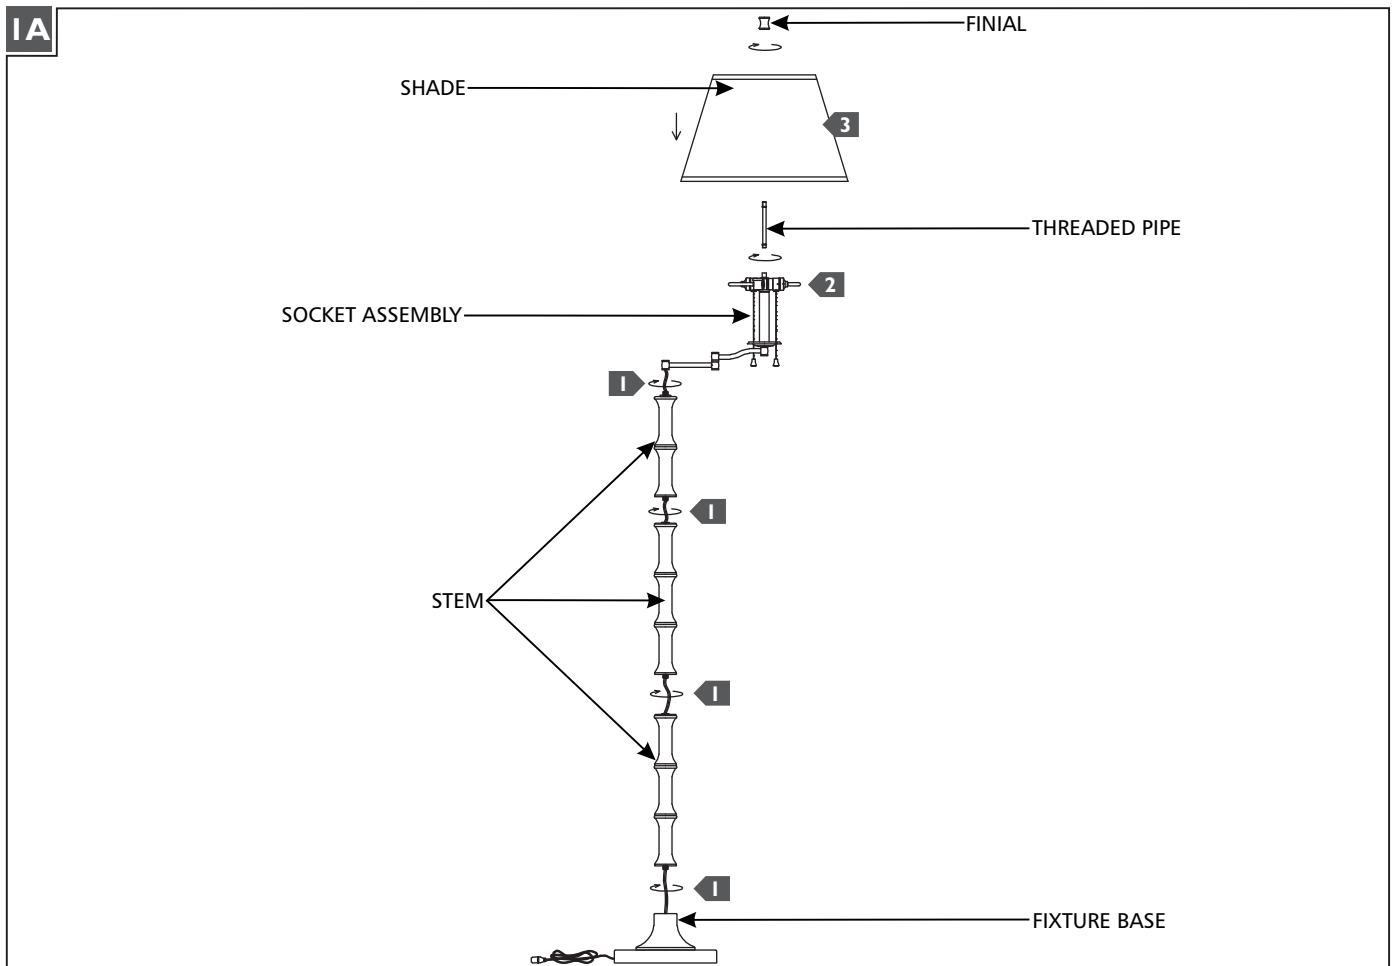 1A
FINIAL
SHADE
3
THREADED PIPE
2
SOCKET ASSEMBLY
1
1
STEM
1
1
FIXTURE BASE